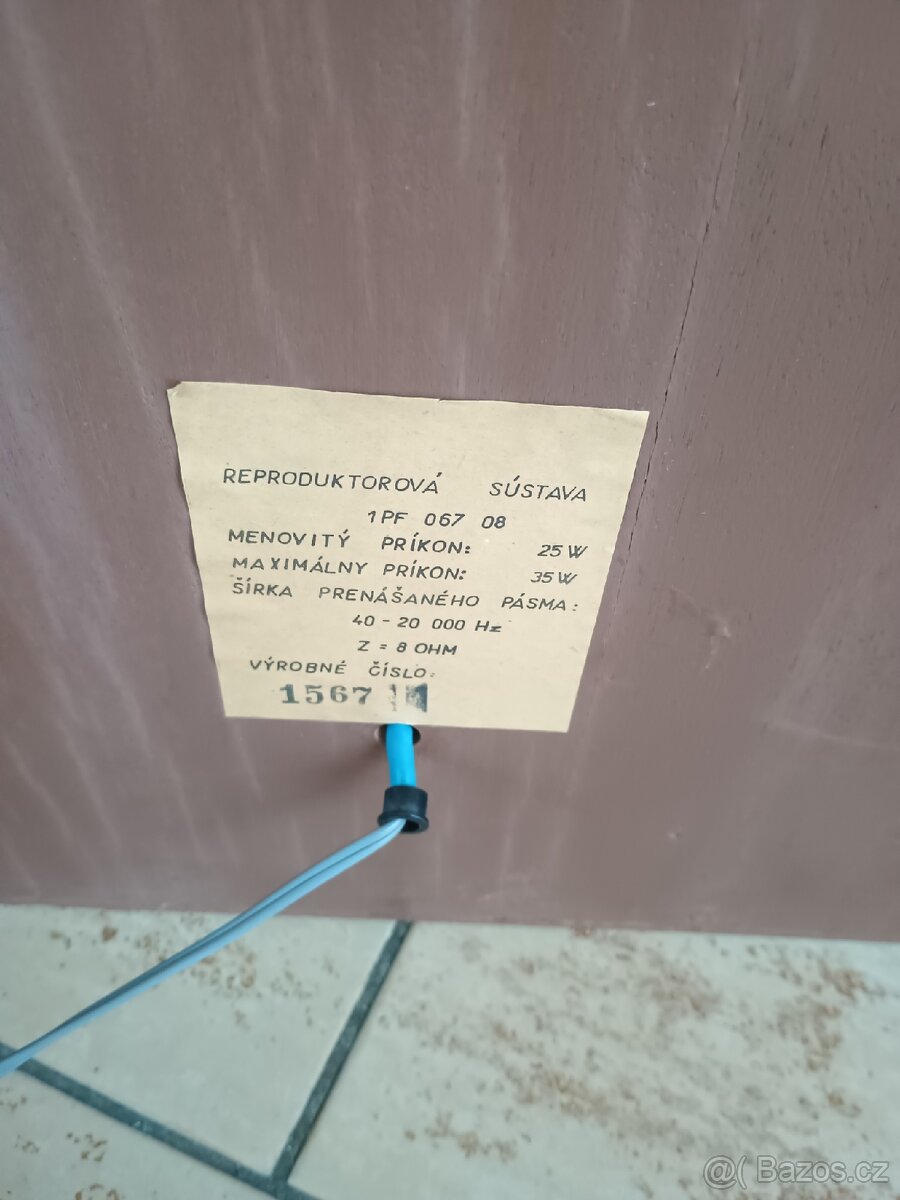 REPRODUKTOROVÁ SÚSTAVA
1PF 067 08
MENOVITÝ PRÍKON: 25 W
MAXIMÁLNY PRÍKON: 35 W
ŠÍRKA PRENÁŠANÉHO PÁSMA:
40 - 20 000 Hz
Z = 8 OHM
VÝROBNÉ ČÍSLO:
1567
@( Bazos.cz